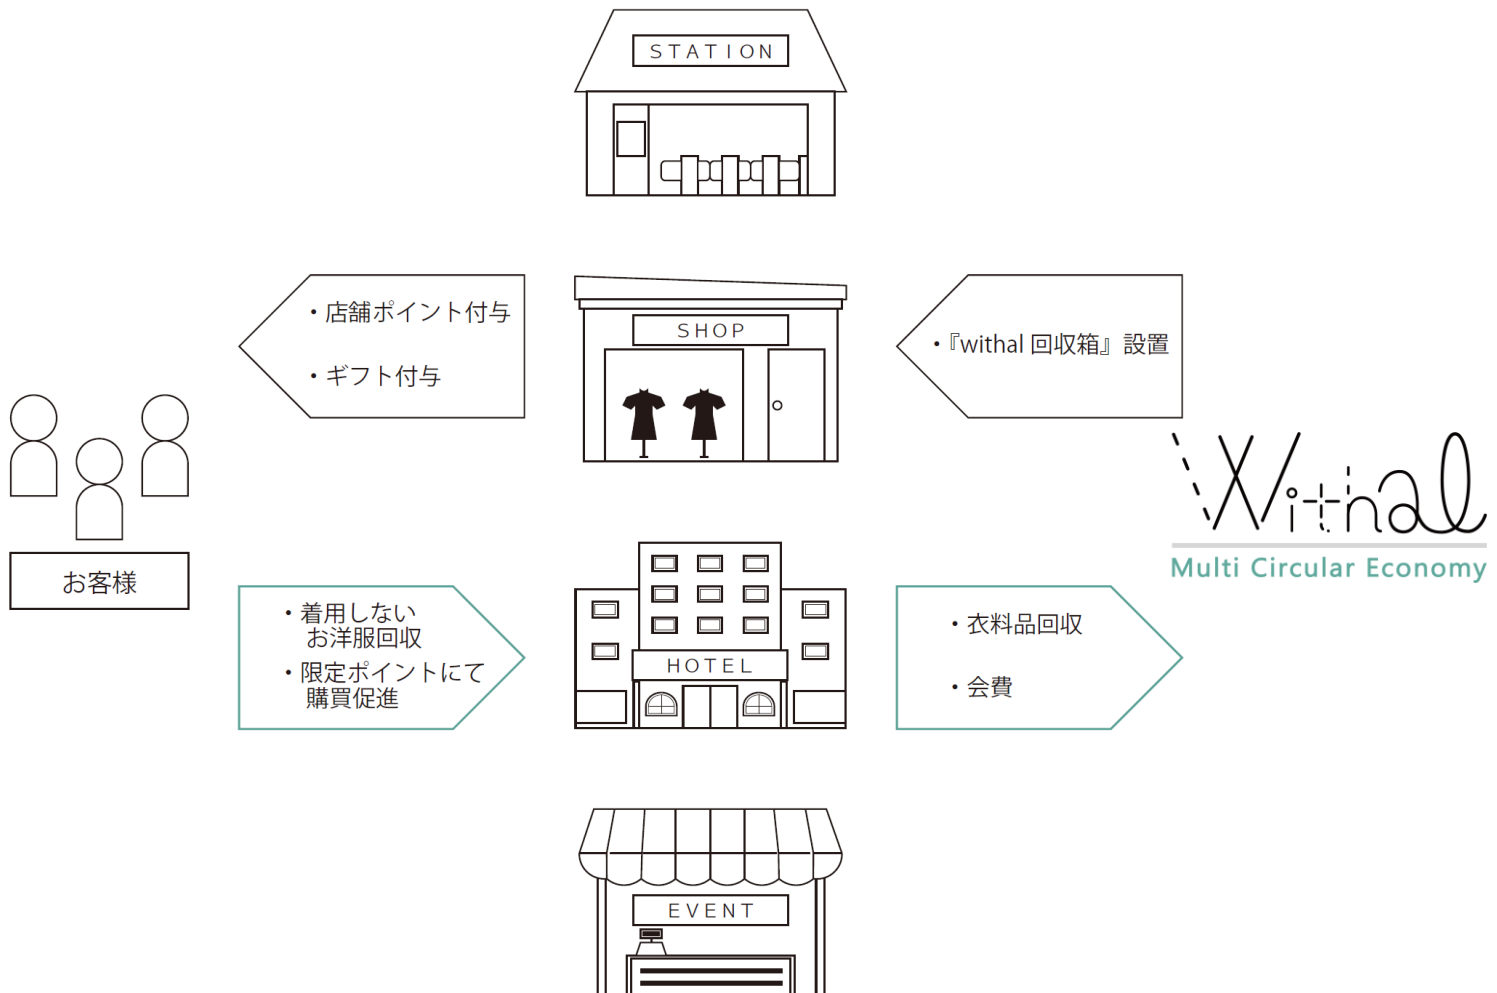 STATION
・店舗ポイント付与
・ギフト付与
SHOP
・『withal 回収箱』設置
お客様
Withal
Multi Circular Economy
・着用しない
お洋服回収
・限定ポイントにて
購買促進
HOTEL
・衣料品回収
・会費
EVENT